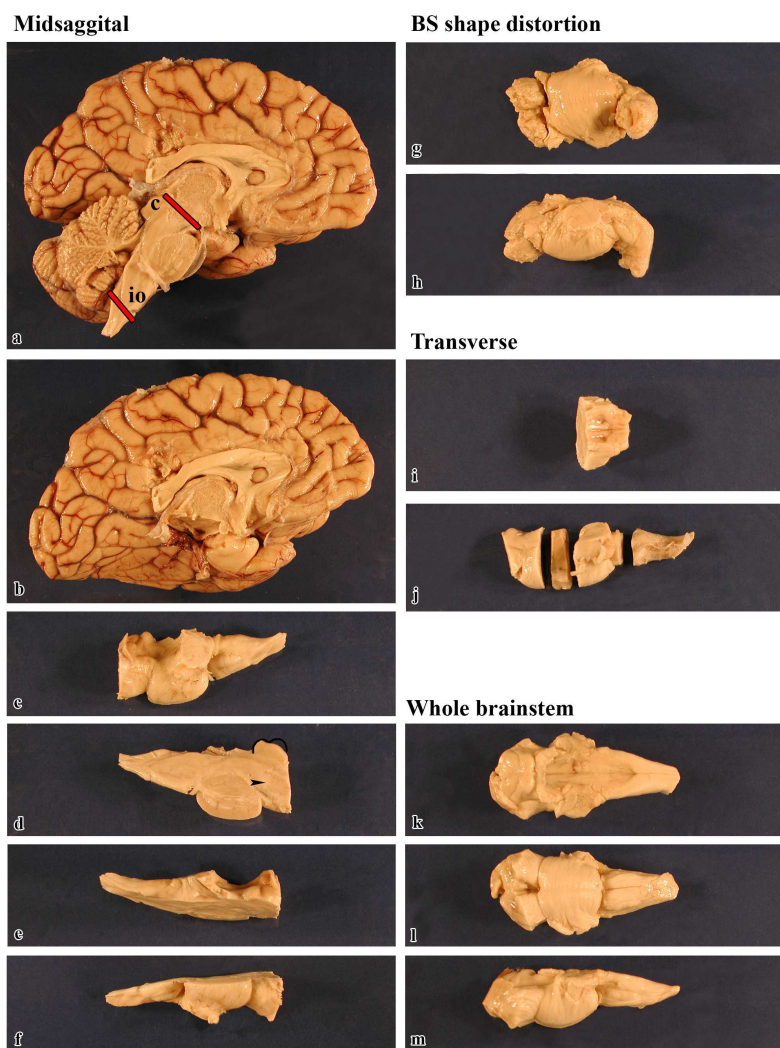 Midsaggital
c
io
a
b
c
d
e
f
BS shape distortion
g
h
Transverse
i
j
Whole brainstem
k
l
m